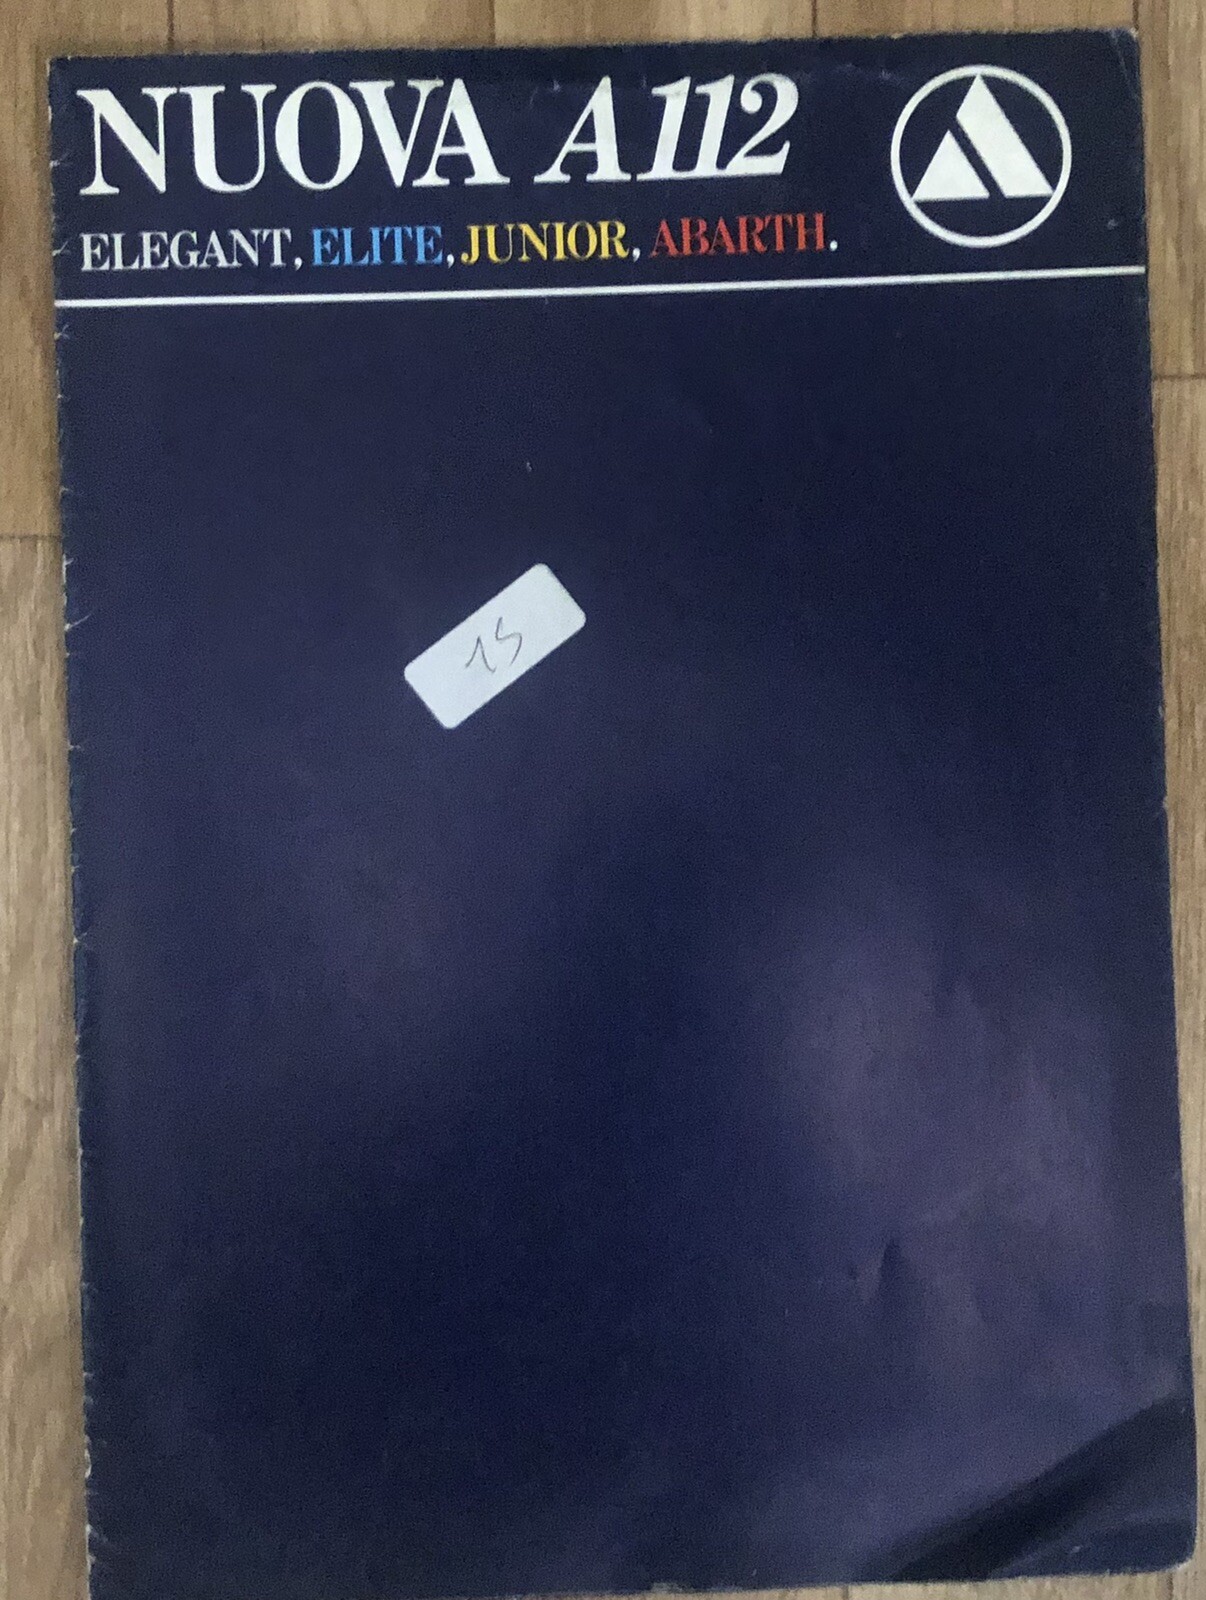 NUOVA A112
ELEGANT, ELITE, JUNIOR, ABARTH.
15